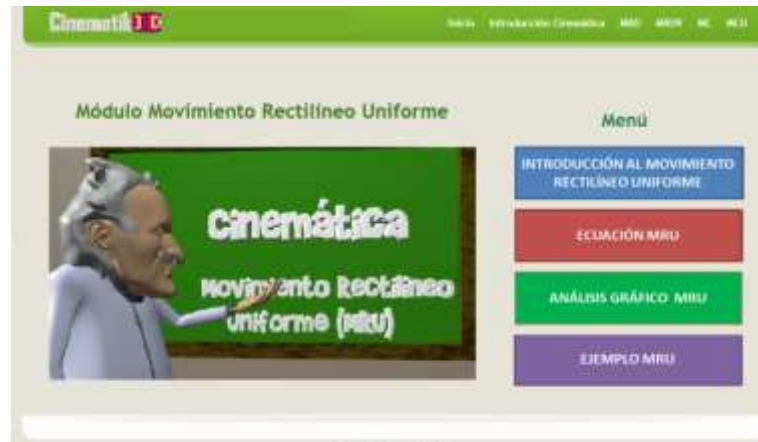 Cinematik3D
Inicio Introducción Cinemática MRU MRUV MC MCU
Módulo Movimiento Rectilíneo Uniforme
Cinemática
Movimiento Rectilíneo
Uniforme (MRU)
Menú
INTRODUCCIÓN AL MOVIMIENTO
RECTILÍNEO UNIFORME
ECUACIÓN MRU
ANÁLISIS GRÁFICO MRU
EJEMPLO MRU